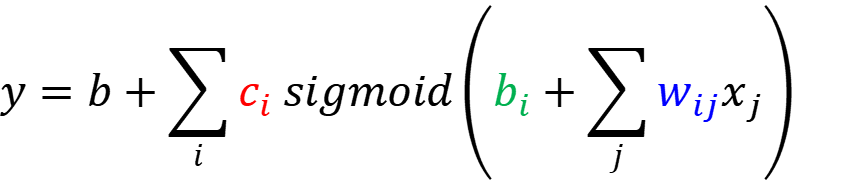 y = b + ∑_i c_i sigmoid ( b_i + ∑_j w_ij x_j )